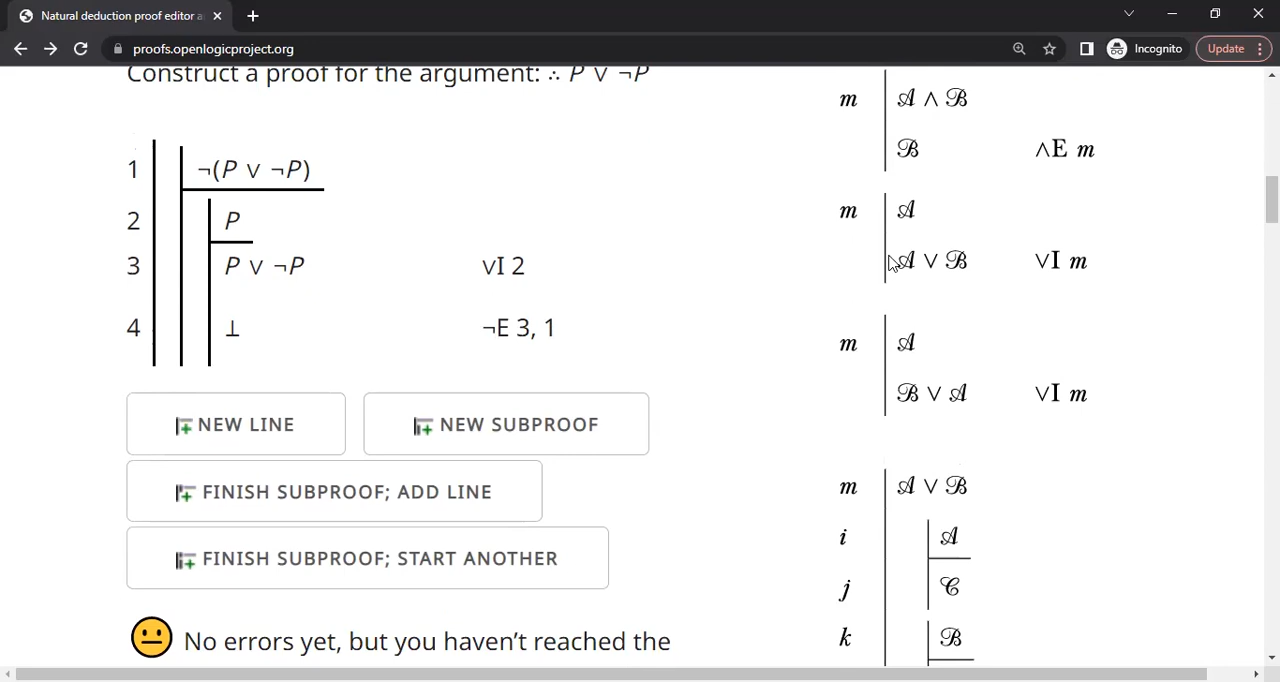 Natural deduction proof editor a
proofs.openlogicproject.org
Incognito
Update
Construct a proof for the argument: ∴ P ∨ ¬P
1 ¬(P ∨ ¬P)
2 P
3 P ∨ ¬P ∨I 2
4 ⊥ ¬E 3, 1
NEW LINE
NEW SUBPROOF
FINISH SUBPROOF; ADD LINE
FINISH SUBPROOF; START ANOTHER
No errors yet, but you haven’t reached the
m 𝒜 ∧ ℬ
ℬ ∧E m
m 𝒜
𝒜 ∨ ℬ ∨I m
m 𝒜
ℬ ∨ 𝒜 ∨I m
m 𝒜 ∨ ℬ
i 𝒜
j 𝒞
k ℬ